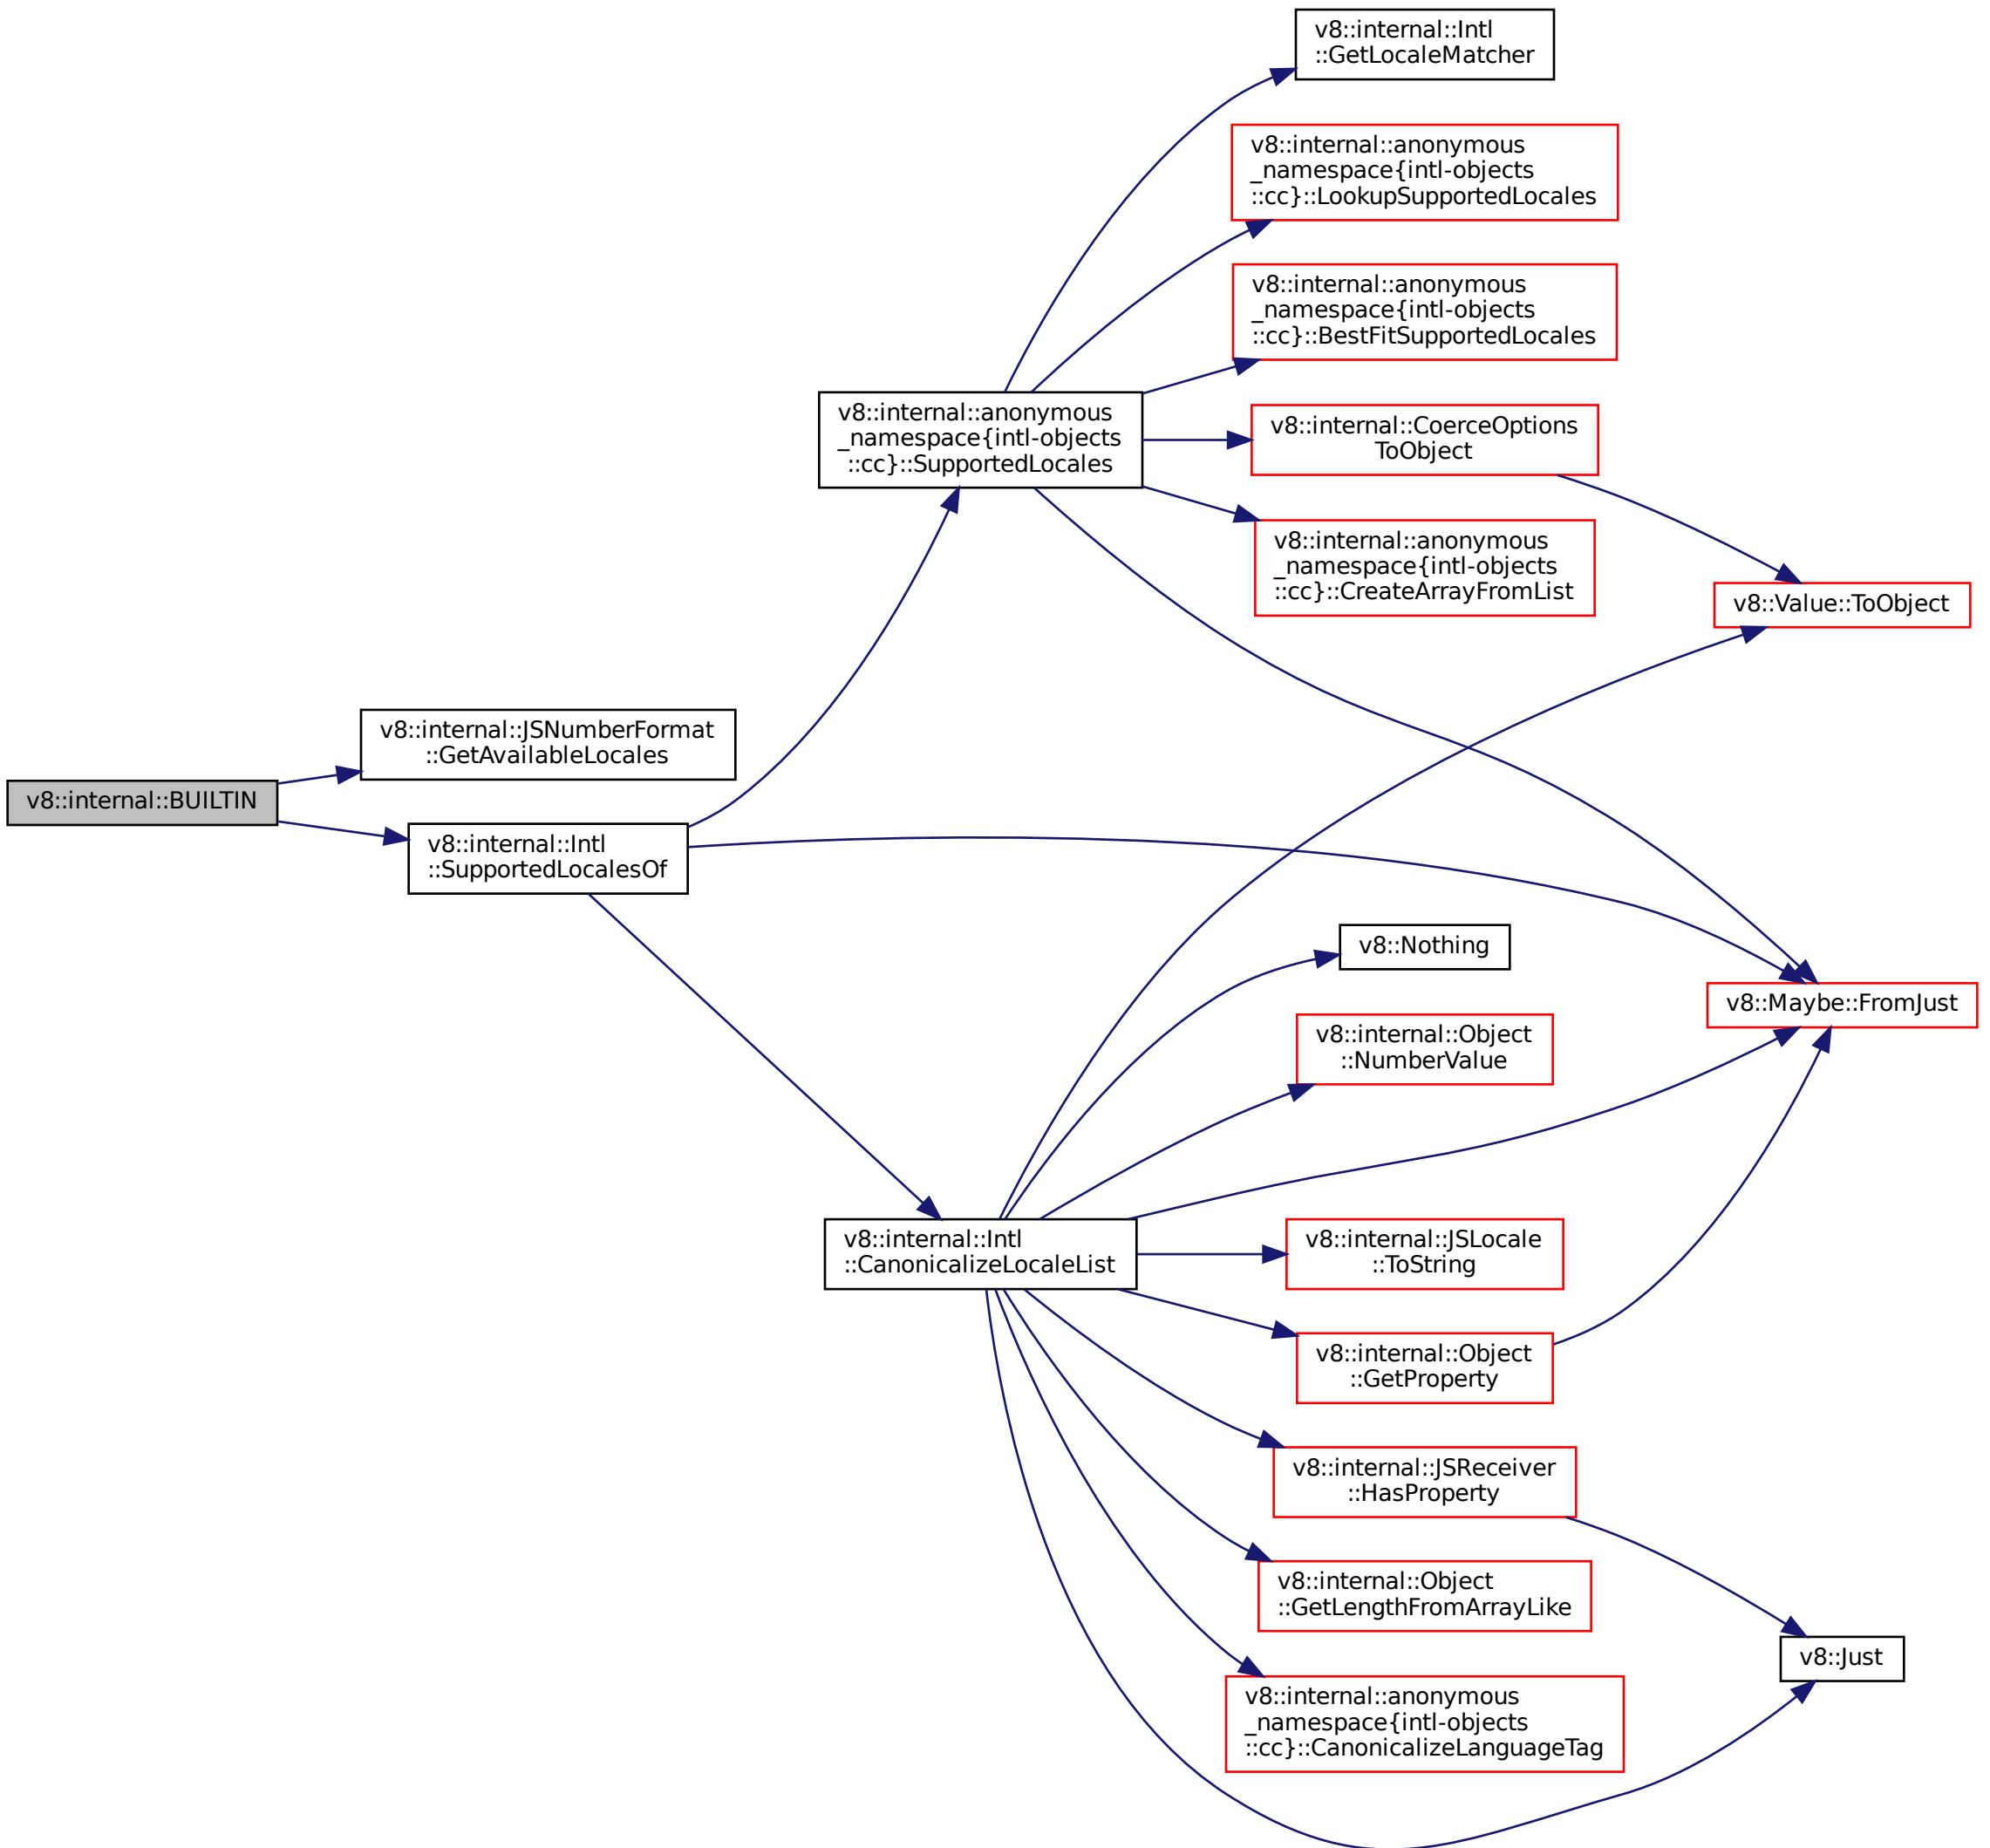 v8::internal::Intl
::GetLocaleMatcher
v8::internal::anonymous
_namespace{intl-objects
::cc}::LookupSupportedLocales
v8::internal::anonymous
_namespace{intl-objects
::cc}::BestFitSupportedLocales
v8::internal::anonymous
_namespace{intl-objects
::cc}::SupportedLocales
v8::internal::CoerceOptions
ToObject
v8::internal::anonymous
_namespace{intl-objects
::cc}::CreateArrayFromList
v8::Value::ToObject
v8::internal::JSNumberFormat
::GetAvailableLocales
v8::internal::BUILTIN
v8::internal::Intl
::SupportedLocalesOf
v8::Nothing
v8::Maybe::FromJust
v8::internal::Object
::NumberValue
v8::internal::Intl
::CanonicalizeLocaleList
v8::internal::JSLocale
::ToString
v8::internal::Object
::GetProperty
v8::internal::JSReceiver
::HasProperty
v8::internal::Object
::GetLengthFromArrayLike
v8::Just
v8::internal::anonymous
_namespace{intl-objects
::cc}::CanonicalizeLanguageTag